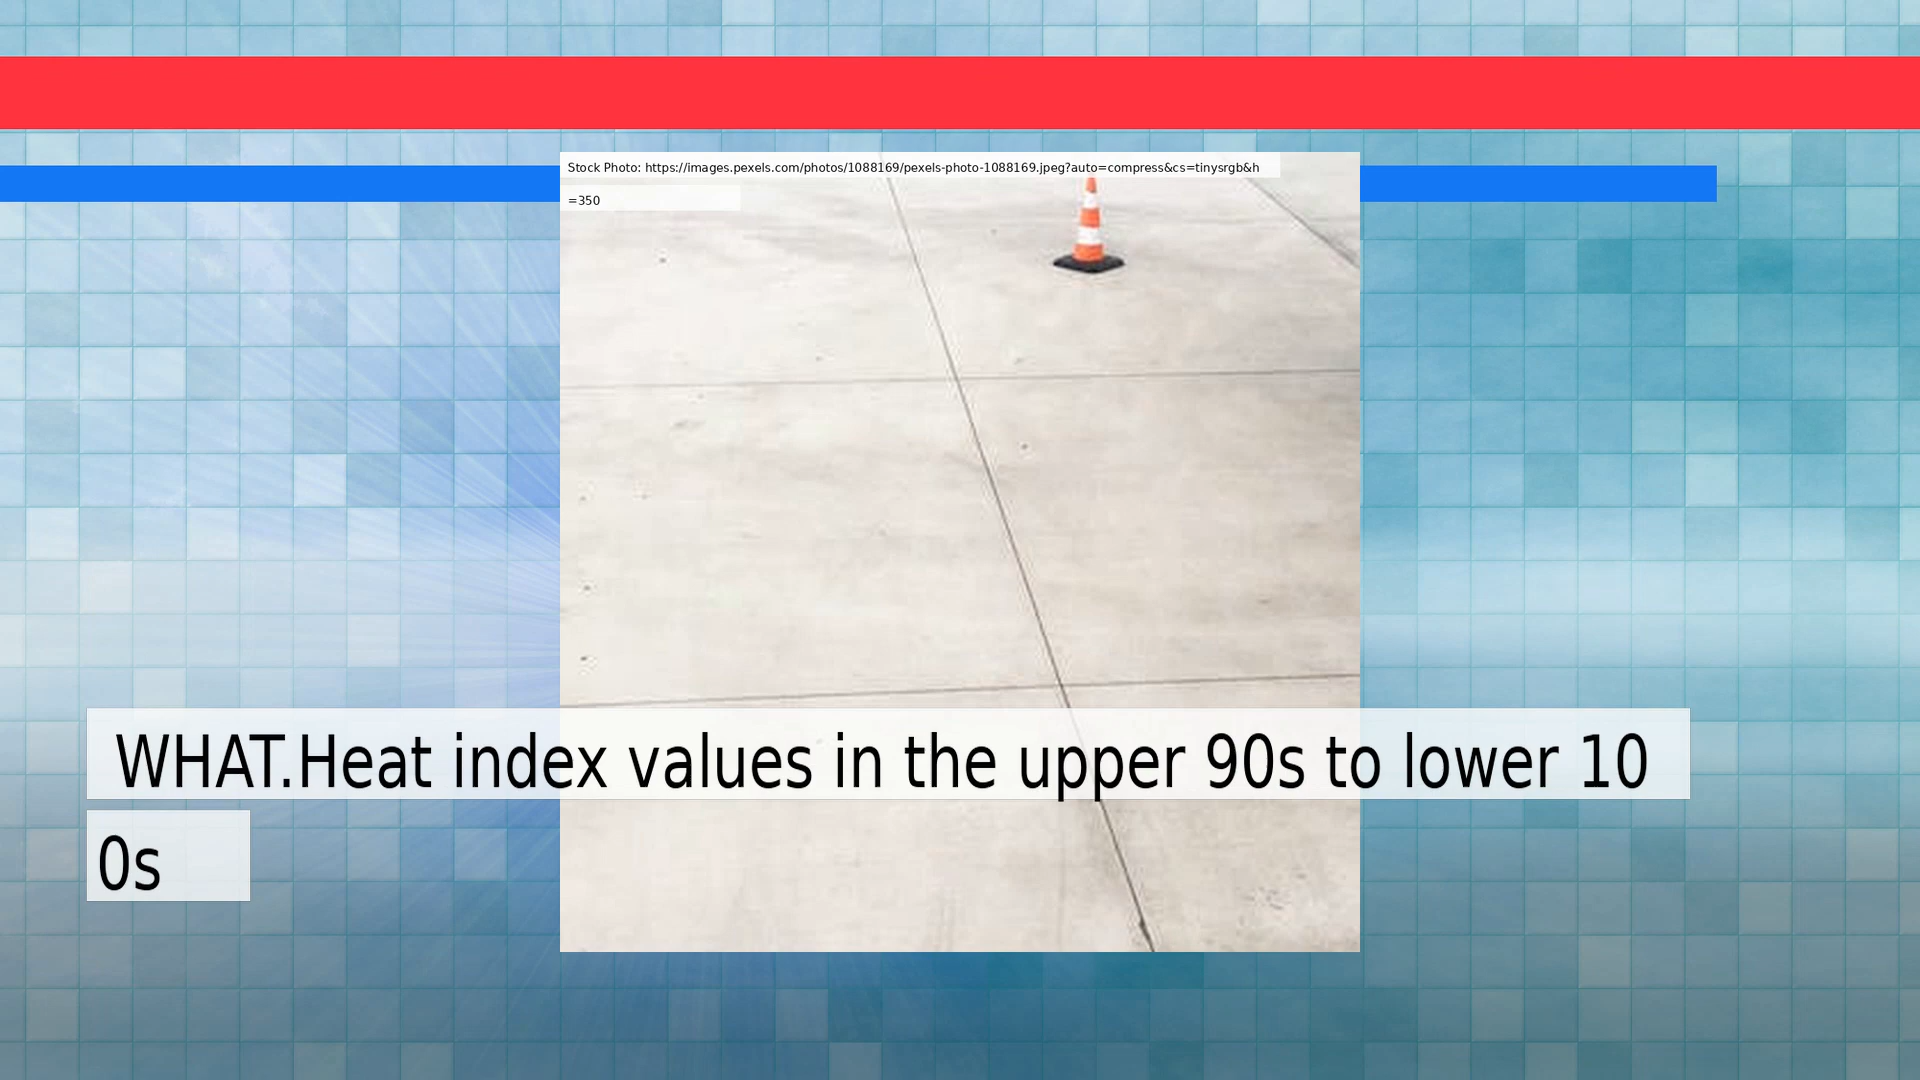 Stock Photo: https://images.pexels.com/photos/1088169/pexels-photo-1088169.jpeg?auto=compress&cs=tinysrgb&h
=350
WHAT.Heat index values in the upper 90s to lower 10
0s